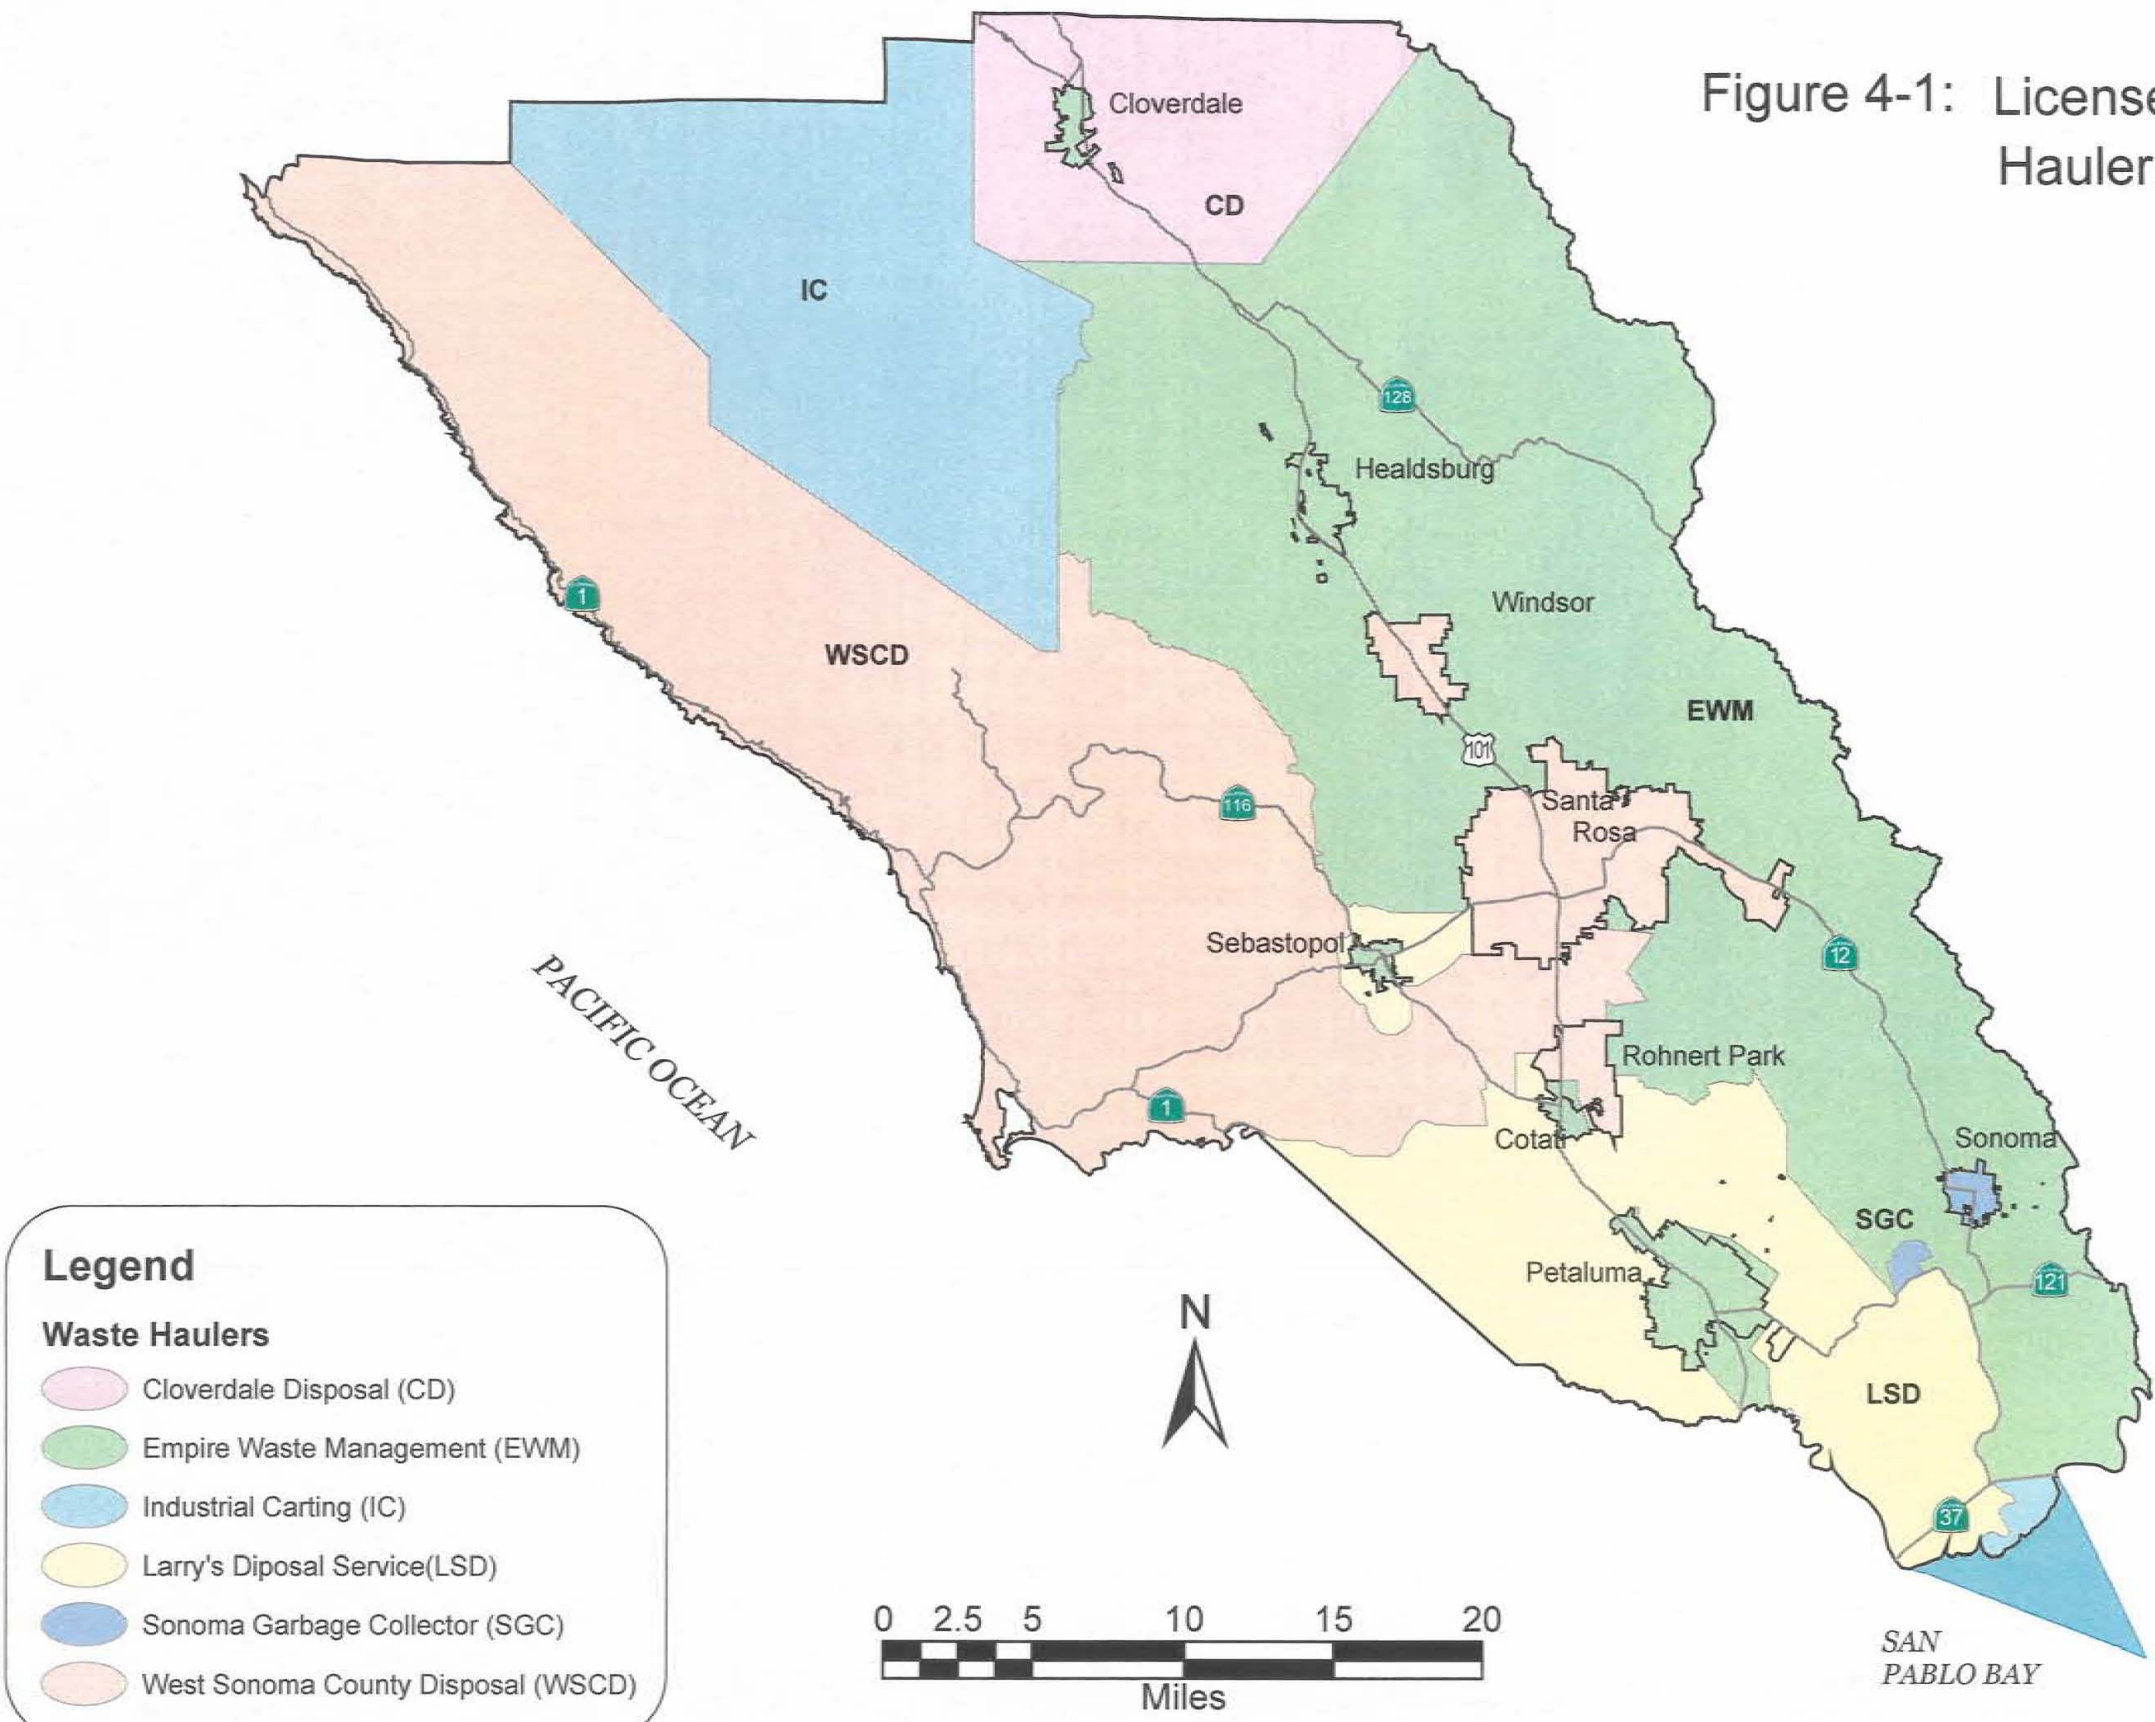 Figure 4-1: License
Hauler
Cloverdale
CD
IC
128
Healdsburg
1
Windsor
WSCD
EWM
101
116
Santa
Rosa
Sebastopol
12
PACIFIC OCEAN
Rohnert Park
1
Cotati
Sonoma
SGC
Petaluma
121
LSD
37
SAN
PABLO BAY
N
0 2.5 5 10 15 20
Miles
Legend
Waste Haulers
Cloverdale Disposal (CD)
Empire Waste Management (EWM)
Industrial Carting (IC)
Larry's Diposal Service(LSD)
Sonoma Garbage Collector (SGC)
West Sonoma County Disposal (WSCD)